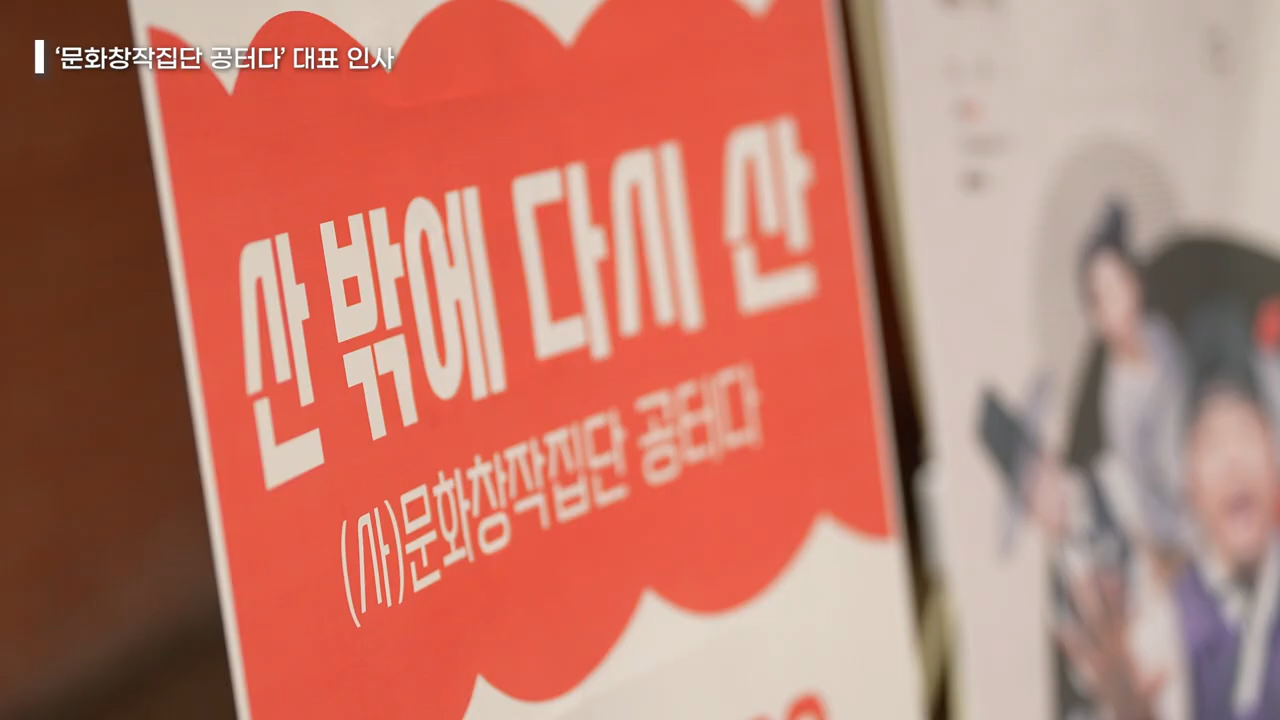 ‘문화창작집단 공터다’ 대표 인사
산 밖에 다시 산
(사)문화창작집단 공터다